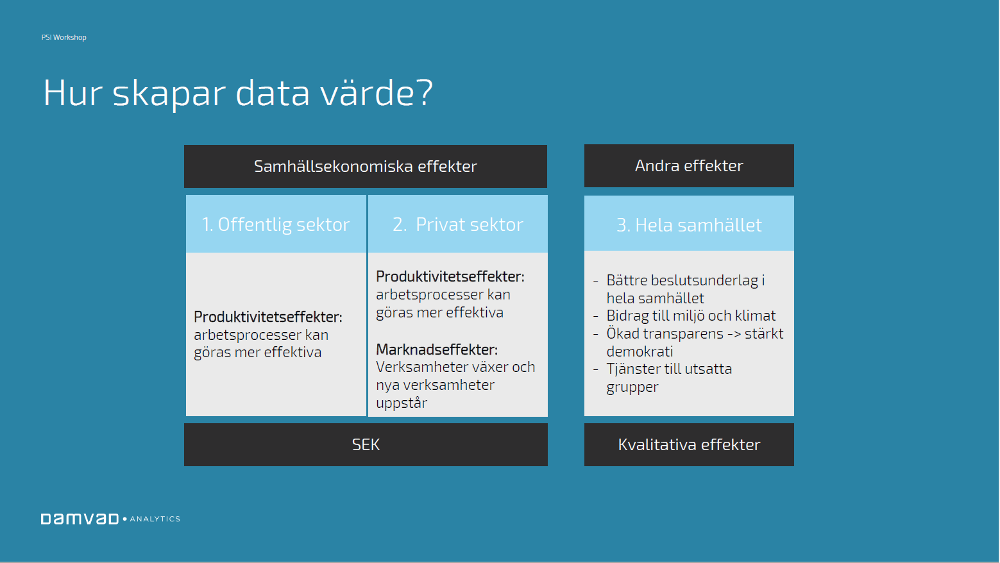 PSI Workshop
Hur skapar data värde?
Samhällsekonomiska effekter
1. Offentlig sektor
2. Privat sektor
Produktivitetseffekter:
arbetsprocesser kan
göras mer effektiva
Produktivitetseffekter:
arbetsprocesser kan
göras mer effektiva
Marknadseffekter:
Verksamheter växer och
nya verksamheter
uppstår
SEK
Andra effekter
3. Hela samhället
- Bättre beslutsunderlag i
hela samhället
- Bidrag till miljö och klimat
- Ökad transparens -> stärkt
demokrati
- Tjänster till utsatta
grupper
Kvalitativa effekter
DAMVAD • ANALYTICS